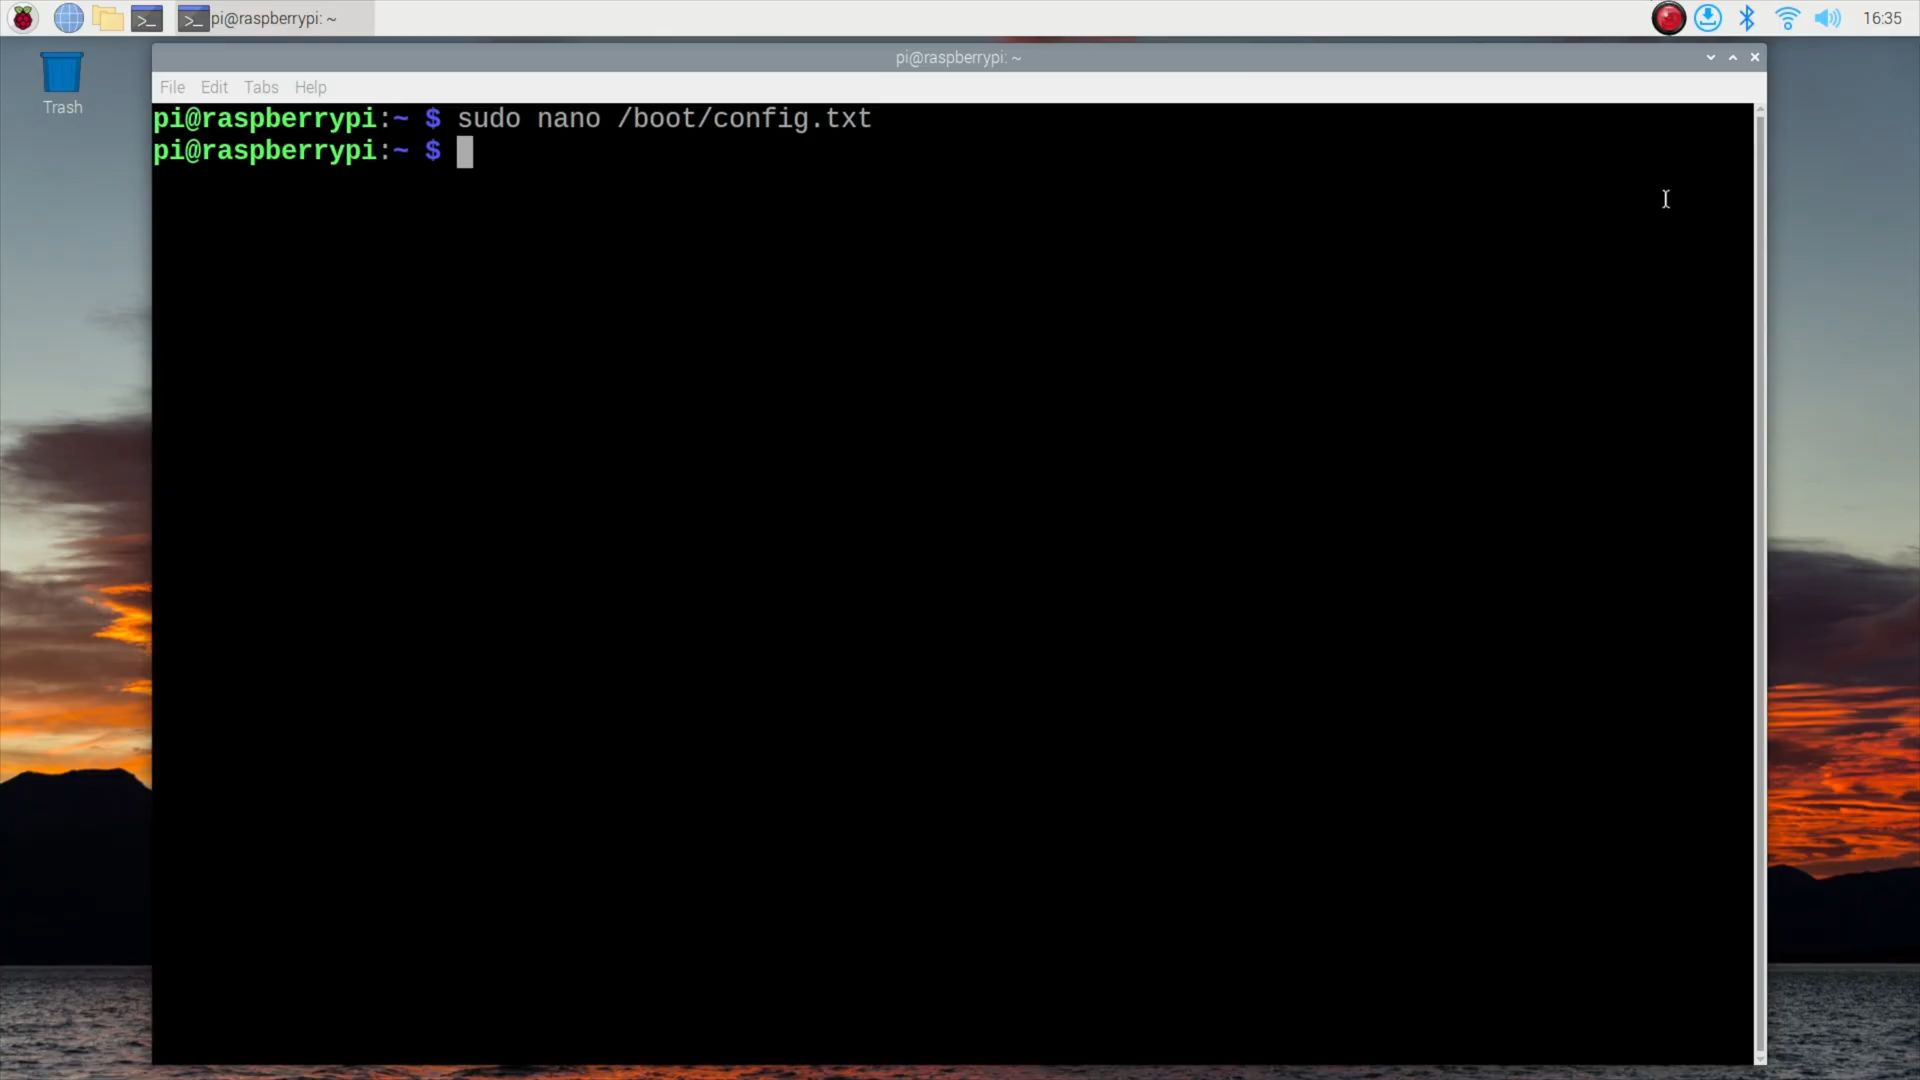 pi@raspberrypi: ~
16:35
pi@raspberrypi: ~
File Edit Tabs Help
Trash
pi@raspberrypi:~ $ sudo nano /boot/config.txt
pi@raspberrypi:~ $